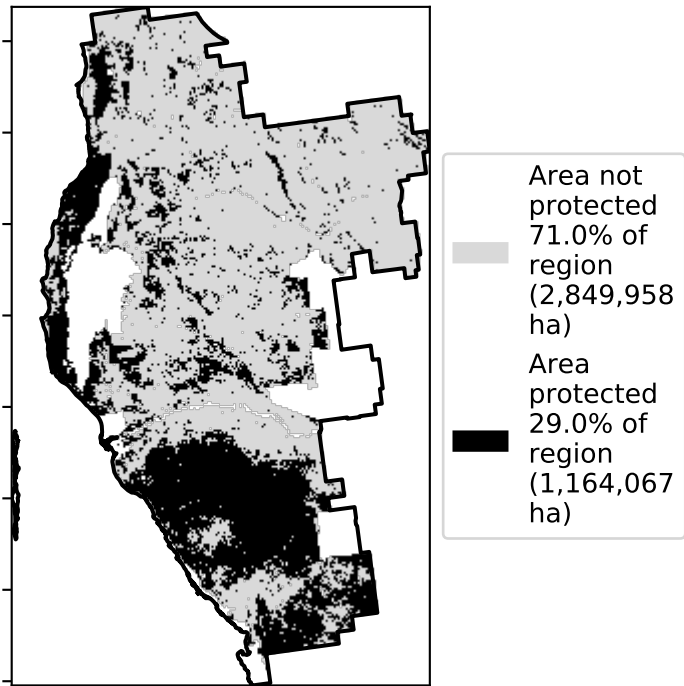 Area not
protected
71.0% of
region
(2,849,958
ha)
Area
protected
29.0% of
region
(1,164,067
ha)